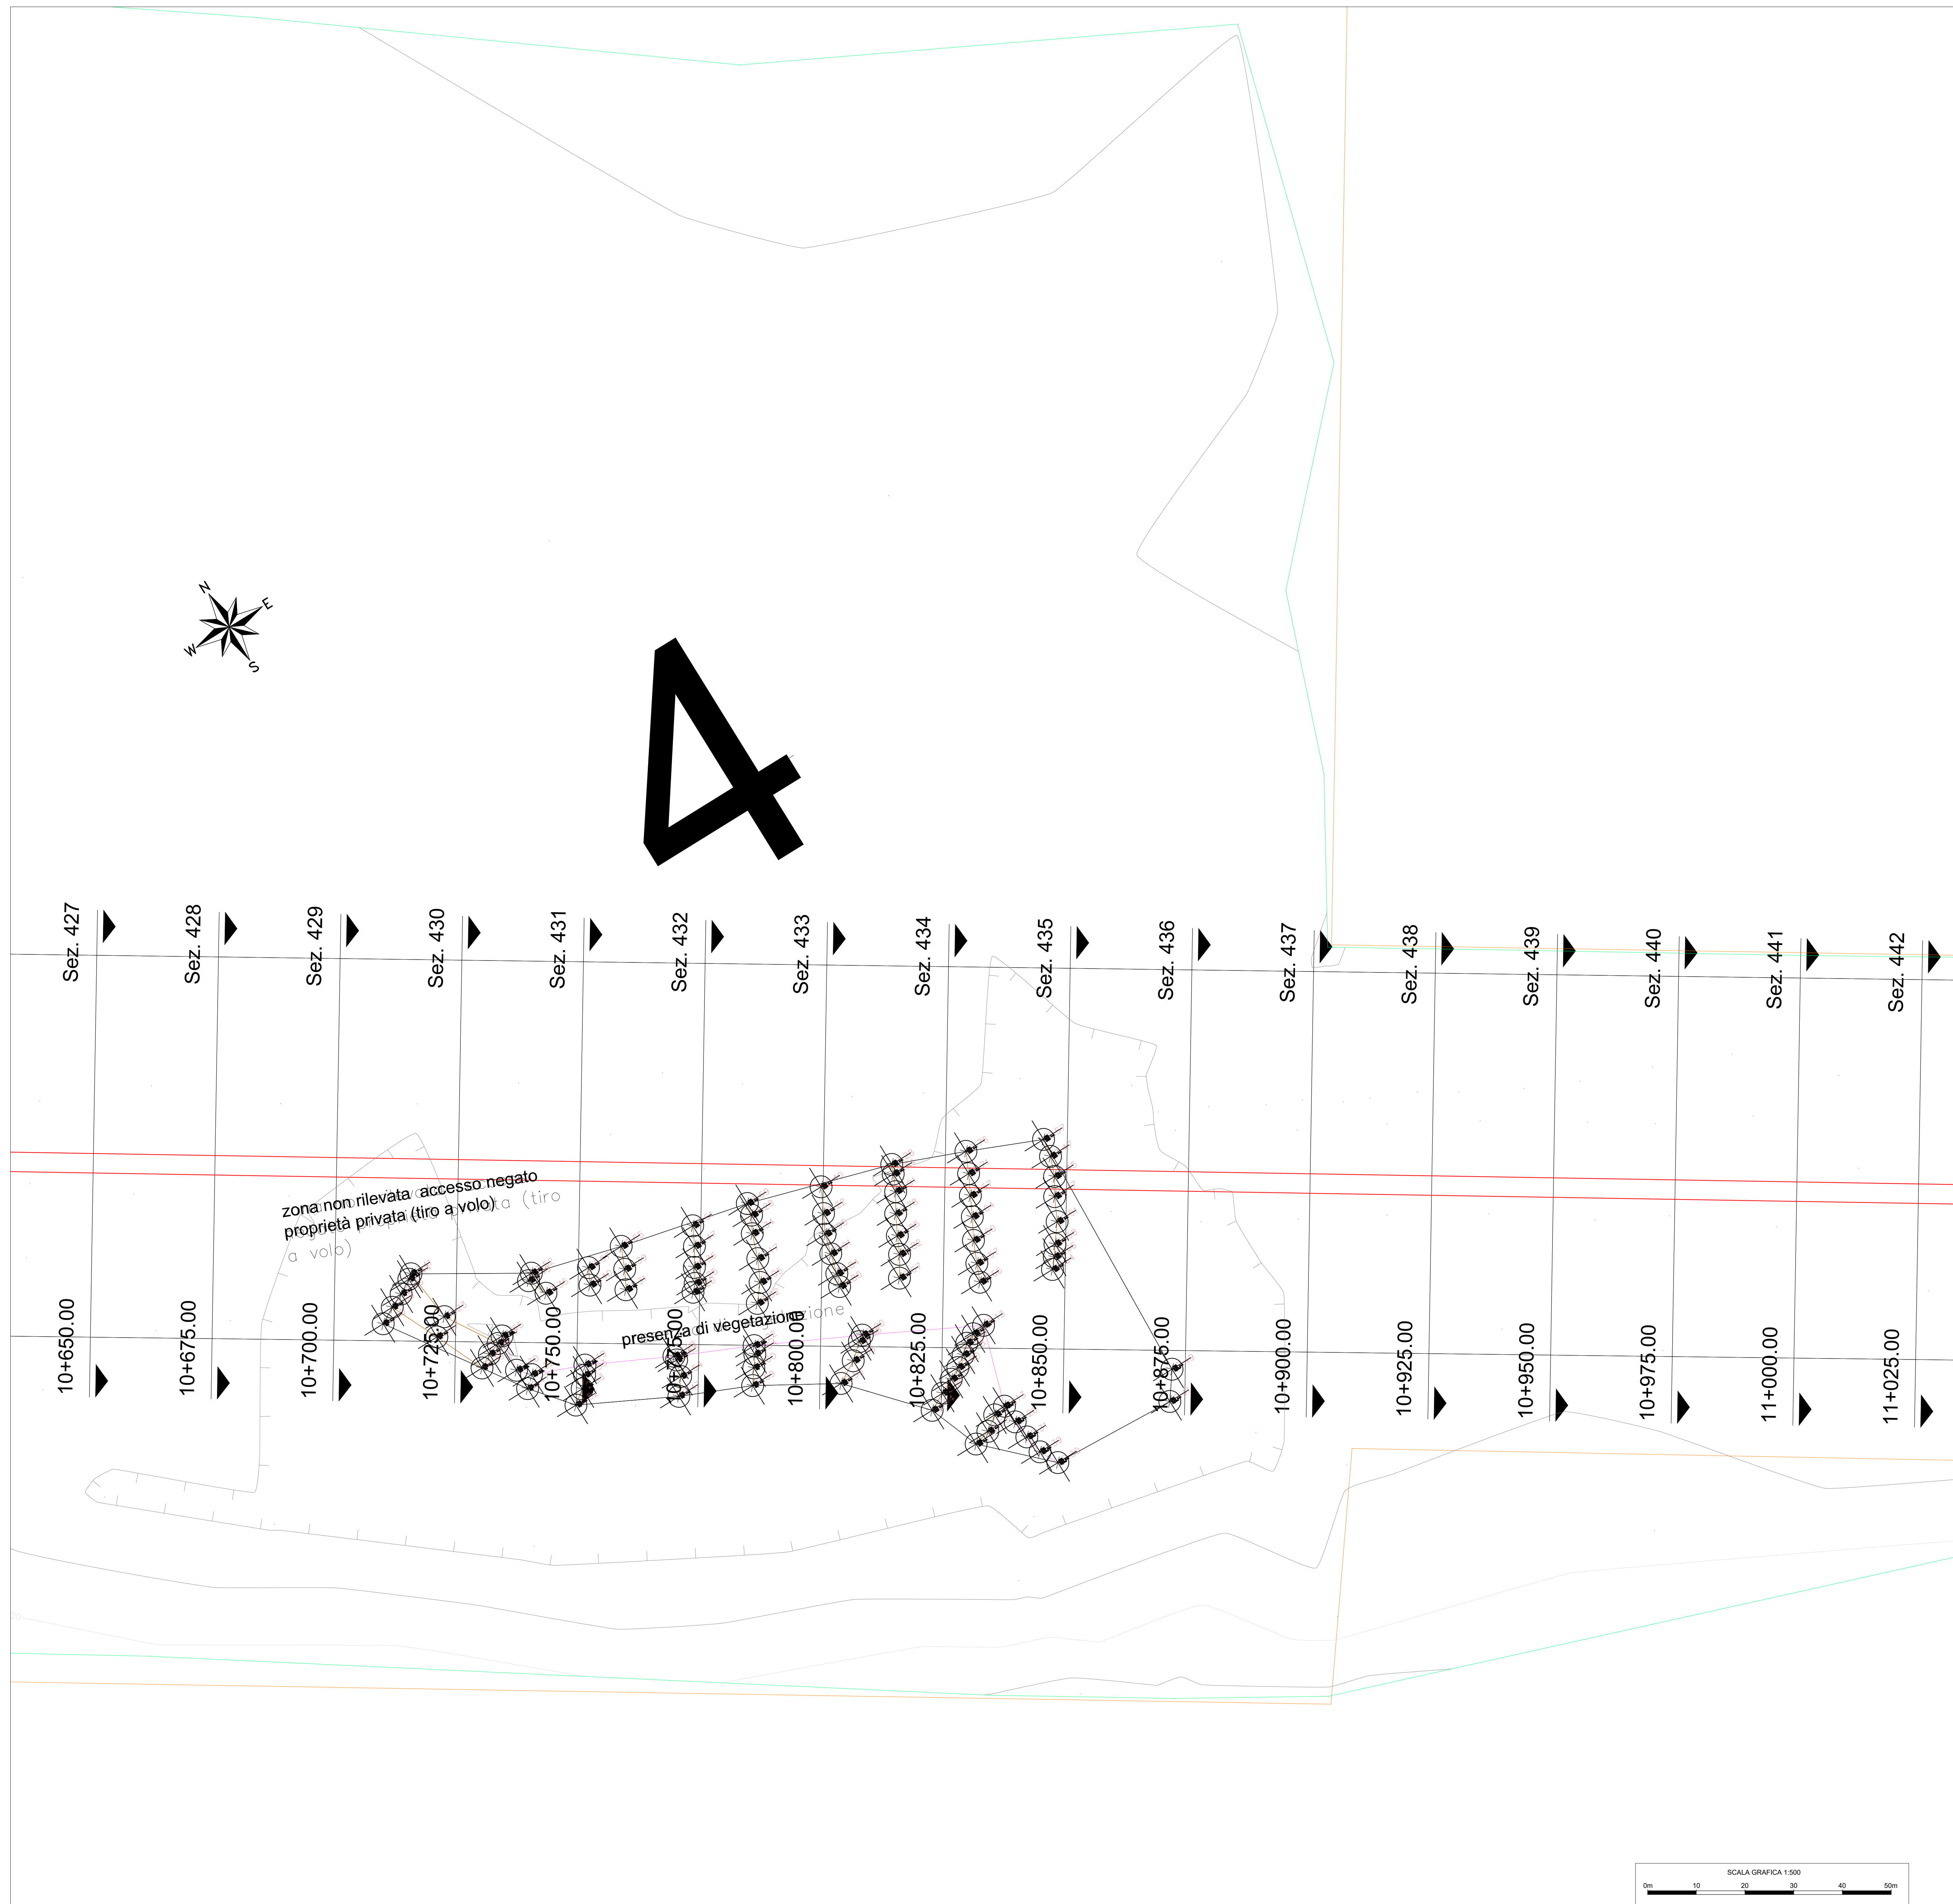 N
E
W
S
4
Sez. 427
Sez. 428
Sez. 429
Sez. 430
Sez. 431
Sez. 432
Sez. 433
Sez. 434
Sez. 435
Sez. 436
Sez. 437
Sez. 438
Sez. 439
Sez. 440
Sez. 441
Sez. 442
zona non rilevata accesso negato
proprietà privata (tiro a volo)
(tiro
a volo)
presenza di vegetazione
10+650.00
10+675.00
10+700.00
10+725.00
10+750.00
10+775.00
10+800.00
10+825.00
10+850.00
10+875.00
10+900.00
10+925.00
10+950.00
10+975.00
11+000.00
11+025.00
SCALA GRAFICA 1:500
0m 10 20 30 40 50m